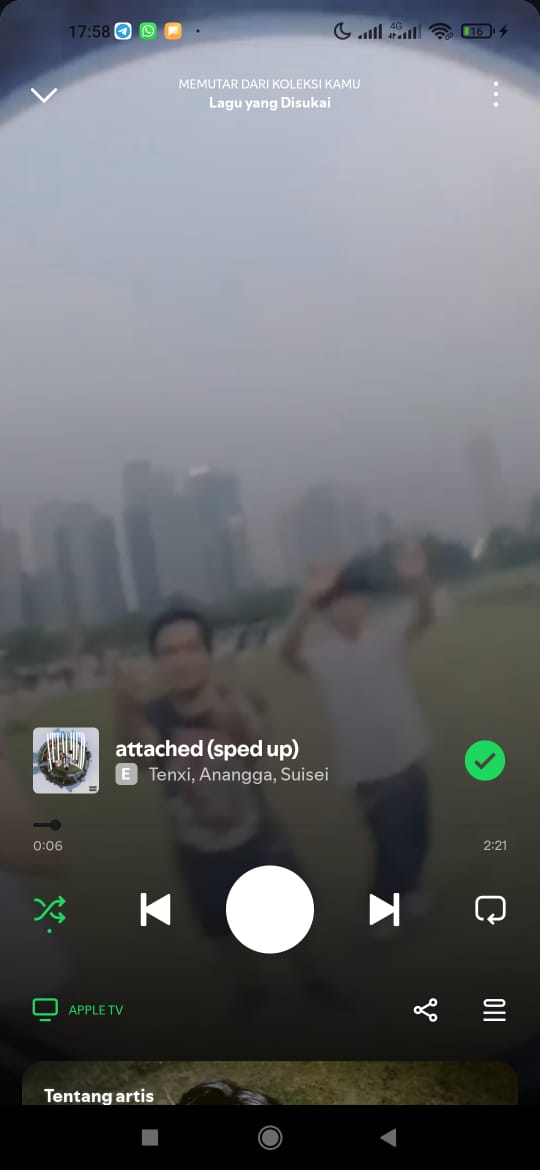 17:58
4G
16
MEMUTAR DARI KOLEKSI KAMU
Lagu yang Disukai
attached (sped up)
E Tenxi, Anangga, Suisei
0:06
2:21
APPLE TV
Tentang artis